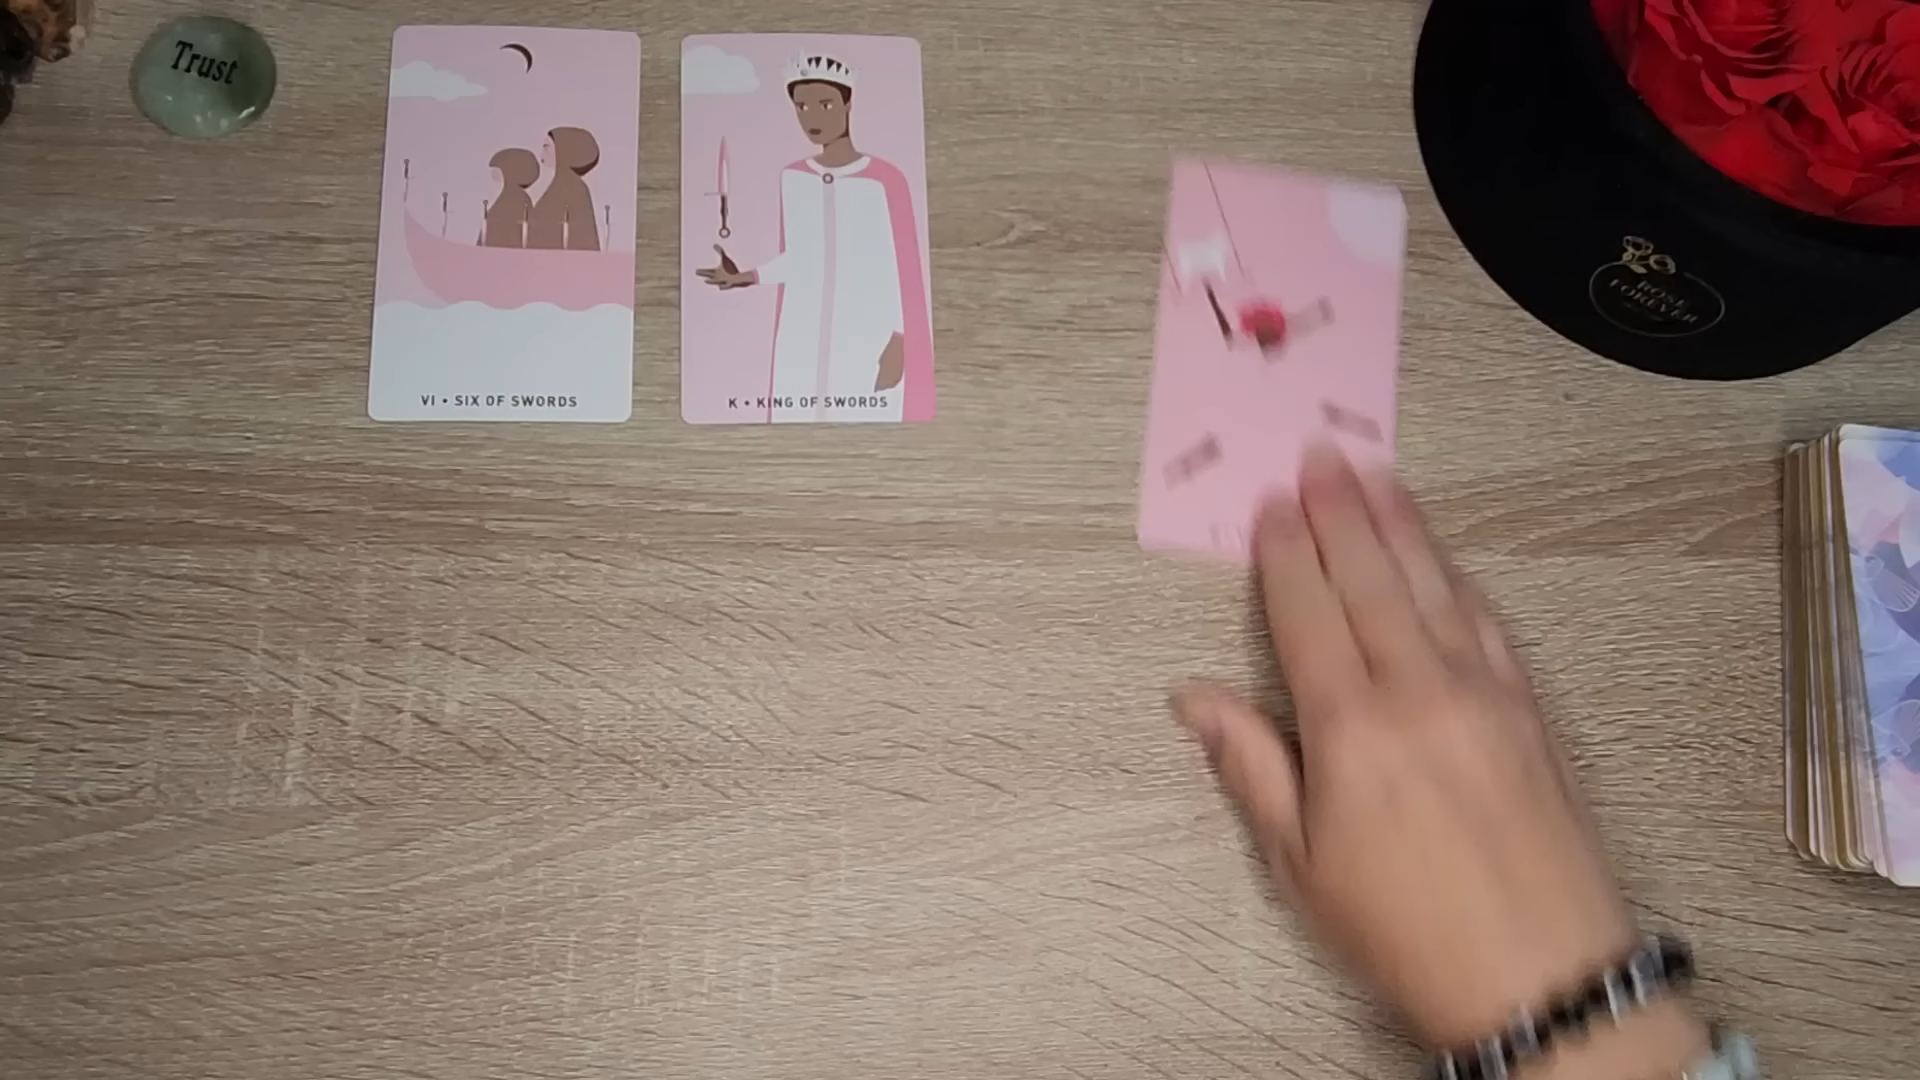 Trust
VI • SIX OF SWORDS
K • KING OF SWORDS
ROSE
FOREVER